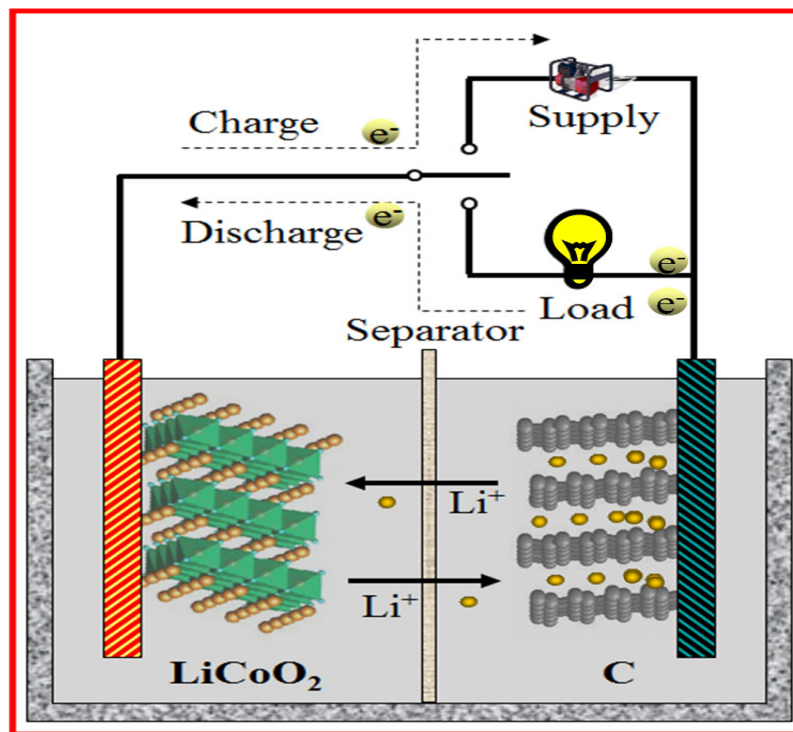 Charge
e⁻
Supply
e⁻
Discharge
e⁻
Load
e⁻
Separator
Li⁺
Li⁺
LiCoO₂
C